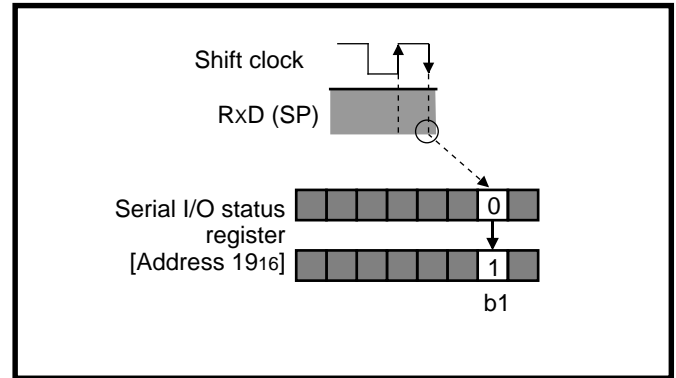 Shift clock
RxD (SP)
Serial I/O status
register
[Address 1916]
0
1
b1